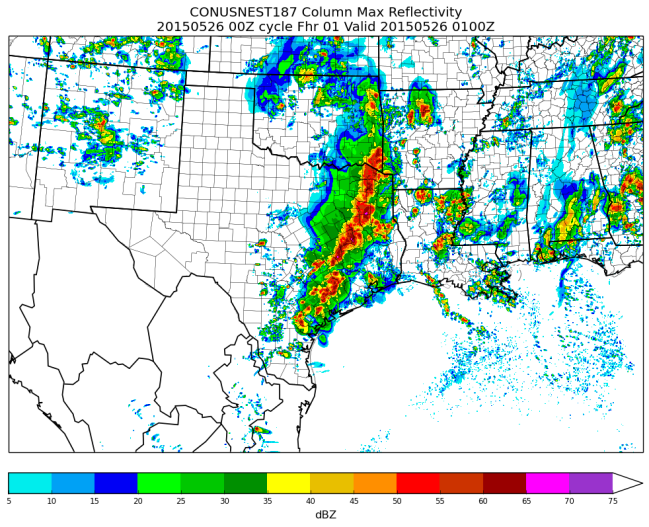 CONUSNEST187 Column Max Reflectivity
20150526 00Z cycle Fhr 01 Valid 20150526 0100Z
5 10 15 20 25 30 35 40 45 50 55 60 65 70 75
dBZ